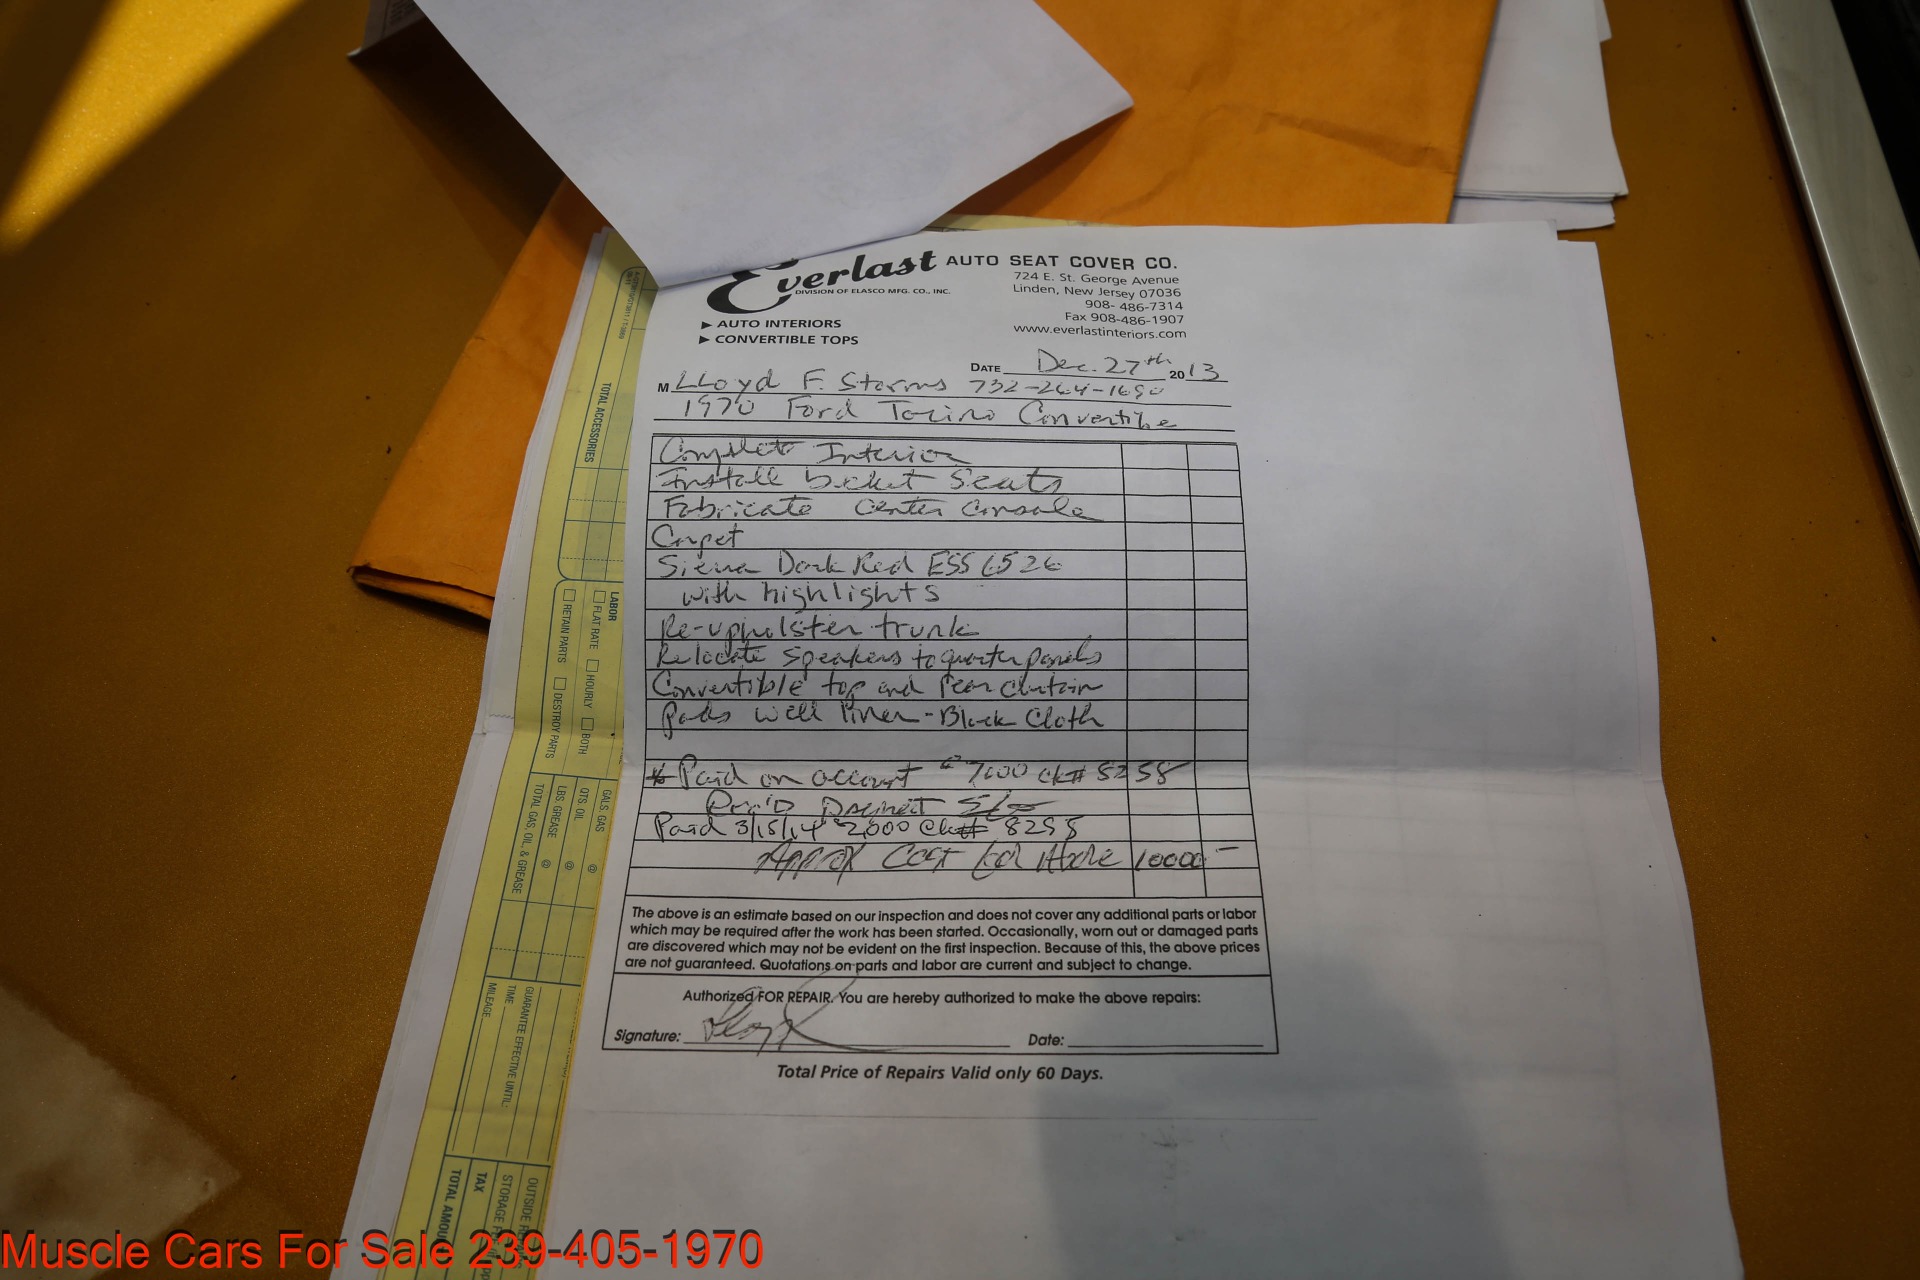 Everlast AUTO SEAT COVER CO.
DIVISION OF ELASCO MFG. CO., INC.
724 E. St. George Avenue
Linden, New Jersey 07036
908- 486-7314
Fax 908-486-1907
www.everlastinteriors.com
▶ AUTO INTERIORS
▶ CONVERTIBLE TOPS
DATE Dec. 27th 2013
M LLoyd F. Storms 732-264-1690
1970 Ford Torino Convertible
Complete Interior
Install bcket Seats
Fabricate Center Console
Carpet
Sienna Dark Red ESS 6526
with highlights
Re-upholster trunk
Relocate speakers to quarter panels
Convertible top and rear curtain
Pads well liner-Black Cloth
* Paid on account 7000 ck# 8258
Paid 3/15/14 2,000 Ck# 8298
Approx Cost for Above 10000 -
The above is an estimate based on our inspection and does not cover any additional parts or labor
which may be required after the work has been started. Occasionally, worn out or damaged parts
are discovered which may not be evident on the first inspection. Because of this, the above prices
are not guaranteed. Quotations on parts and labor are current and subject to change.
Authorized FOR REPAIR. You are hereby authorized to make the above repairs:
Signature: Date:
Total Price of Repairs Valid only 60 Days.
TOTAL ACCESSORIES
LABOR
FLAT RATE HOURLY BOTH
RETAIN PARTS DESTROY PARTS
GALS. GAS @
QTS. OIL @
LBS. GREASE @
TOTAL GAS, OIL, & GREASE
GUARANTEE EFFECTIVE UNTIL:
TIME
MILEAGE
OUTSIDE
STORAGE
TAX
TOTAL
Muscle Cars For Sale 239-405-1970